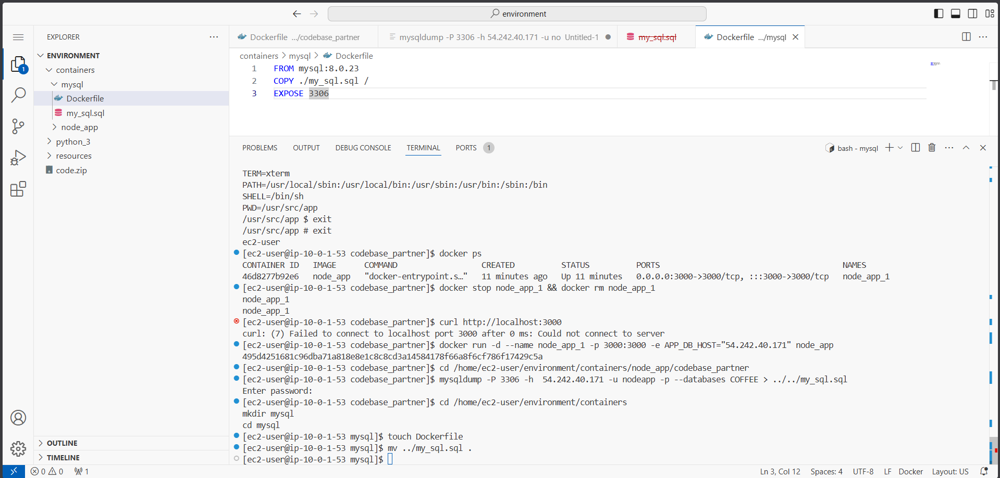 environment
EXPLORER
ENVIRONMENT
containers
mysql
Dockerfile
my_sql.sql
node_app
python_3
resources
code.zip
OUTLINE
TIMELINE
1
Dockerfile .../codebase_partner
mysqldump -P 3306 -h 54.242.40.171 -u no Untitled-1
my_sql.sql
Dockerfile .../mysql
containers > mysql > Dockerfile
1 FROM mysql:8.0.23
2 COPY ./my_sql.sql /
3 EXPOSE 3306
PROBLEMS OUTPUT DEBUG CONSOLE TERMINAL PORTS 1
bash - mysql
TERM=xterm
PATH=/usr/local/sbin:/usr/local/bin:/usr/sbin:/usr/bin:/sbin:/bin
SHELL=/bin/sh
PWD=/usr/src/app
/usr/src/app $ exit
/usr/src/app # exit
ec2-user
[ec2-user@ip-10-0-1-53 codebase_partner]$ docker ps
CONTAINER ID IMAGE COMMAND CREATED STATUS PORTS NAMES
46d8277b92e6 node_app "docker-entrypoint.s…" 11 minutes ago Up 11 minutes 0.0.0.0:3000->3000/tcp, :::3000->3000/tcp node_app_1
[ec2-user@ip-10-0-1-53 codebase_partner]$ docker stop node_app_1 && docker rm node_app_1
node_app_1
node_app_1
[ec2-user@ip-10-0-1-53 codebase_partner]$ curl http://localhost:3000
curl: (7) Failed to connect to localhost port 3000 after 0 ms: Could not connect to server
[ec2-user@ip-10-0-1-53 codebase_partner]$ docker run -d --name node_app_1 -p 3000:3000 -e APP_DB_HOST="54.242.40.171" node_app
495d4251681c96dba71a818e8e1c8c8cd3a14584178f66a8f6cf786f17429c5a
[ec2-user@ip-10-0-1-53 codebase_partner]$ cd /home/ec2-user/environment/containers/node_app/codebase_partner
[ec2-user@ip-10-0-1-53 codebase_partner]$ mysqldump -P 3306 -h  54.242.40.171 -u nodeapp -p --databases COFFEE > ../../my_sql.sql
Enter password:
[ec2-user@ip-10-0-1-53 codebase_partner]$ cd /home/ec2-user/environment/containers
mkdir mysql
cd mysql
[ec2-user@ip-10-0-1-53 mysql]$ touch Dockerfile
[ec2-user@ip-10-0-1-53 mysql]$ mv ../my_sql.sql .
[ec2-user@ip-10-0-1-53 mysql]$
0 0 1
Ln 3, Col 12 Spaces: 4 UTF-8 LF Docker Layout: US